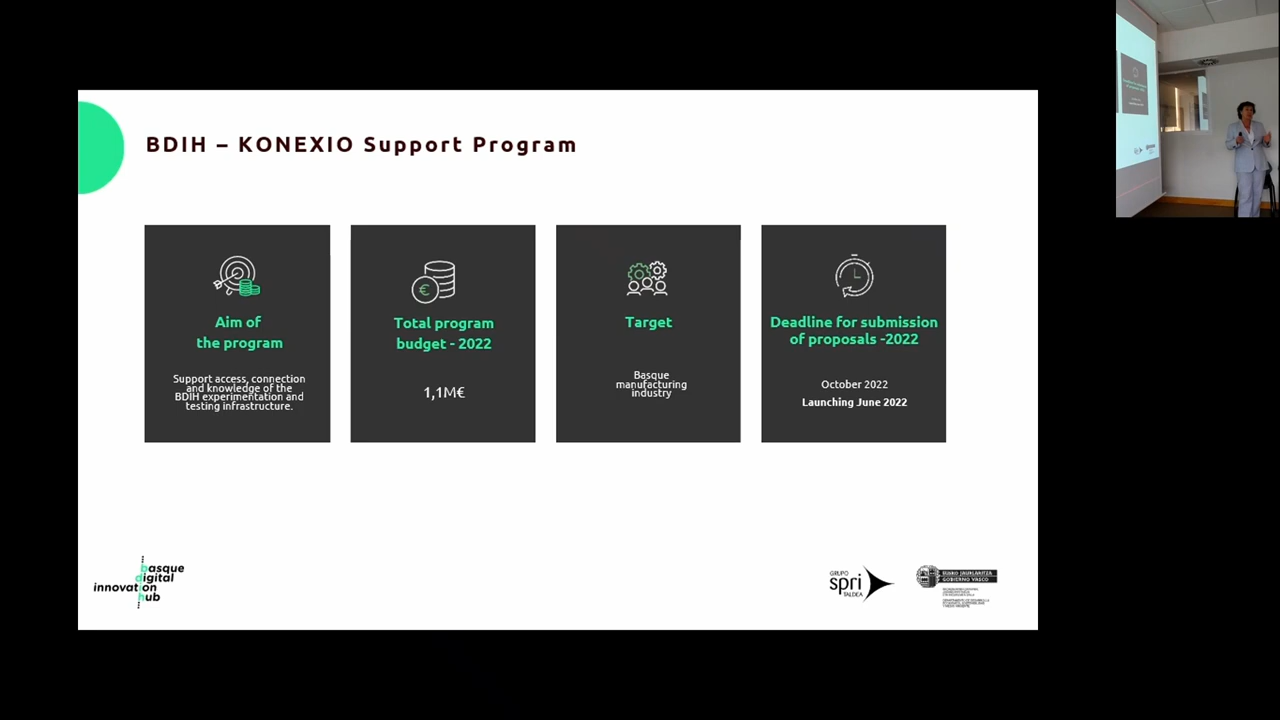 BDIH – KONEXIO Support Program
Aim of
the program
Support access, connection
and knowledge of the
BDIH experimentation and
testing infrastructure.
Total program
budget - 2022
1,1M€
Target
Basque
manufacturing
industry
Deadline for submission
of proposals -2022
October 2022
Launching June 2022
basque
digital
innovation
hub
GRUPO
spri
TALDEA
EUSKO JAURLARITZA
GOBIERNO VASCO